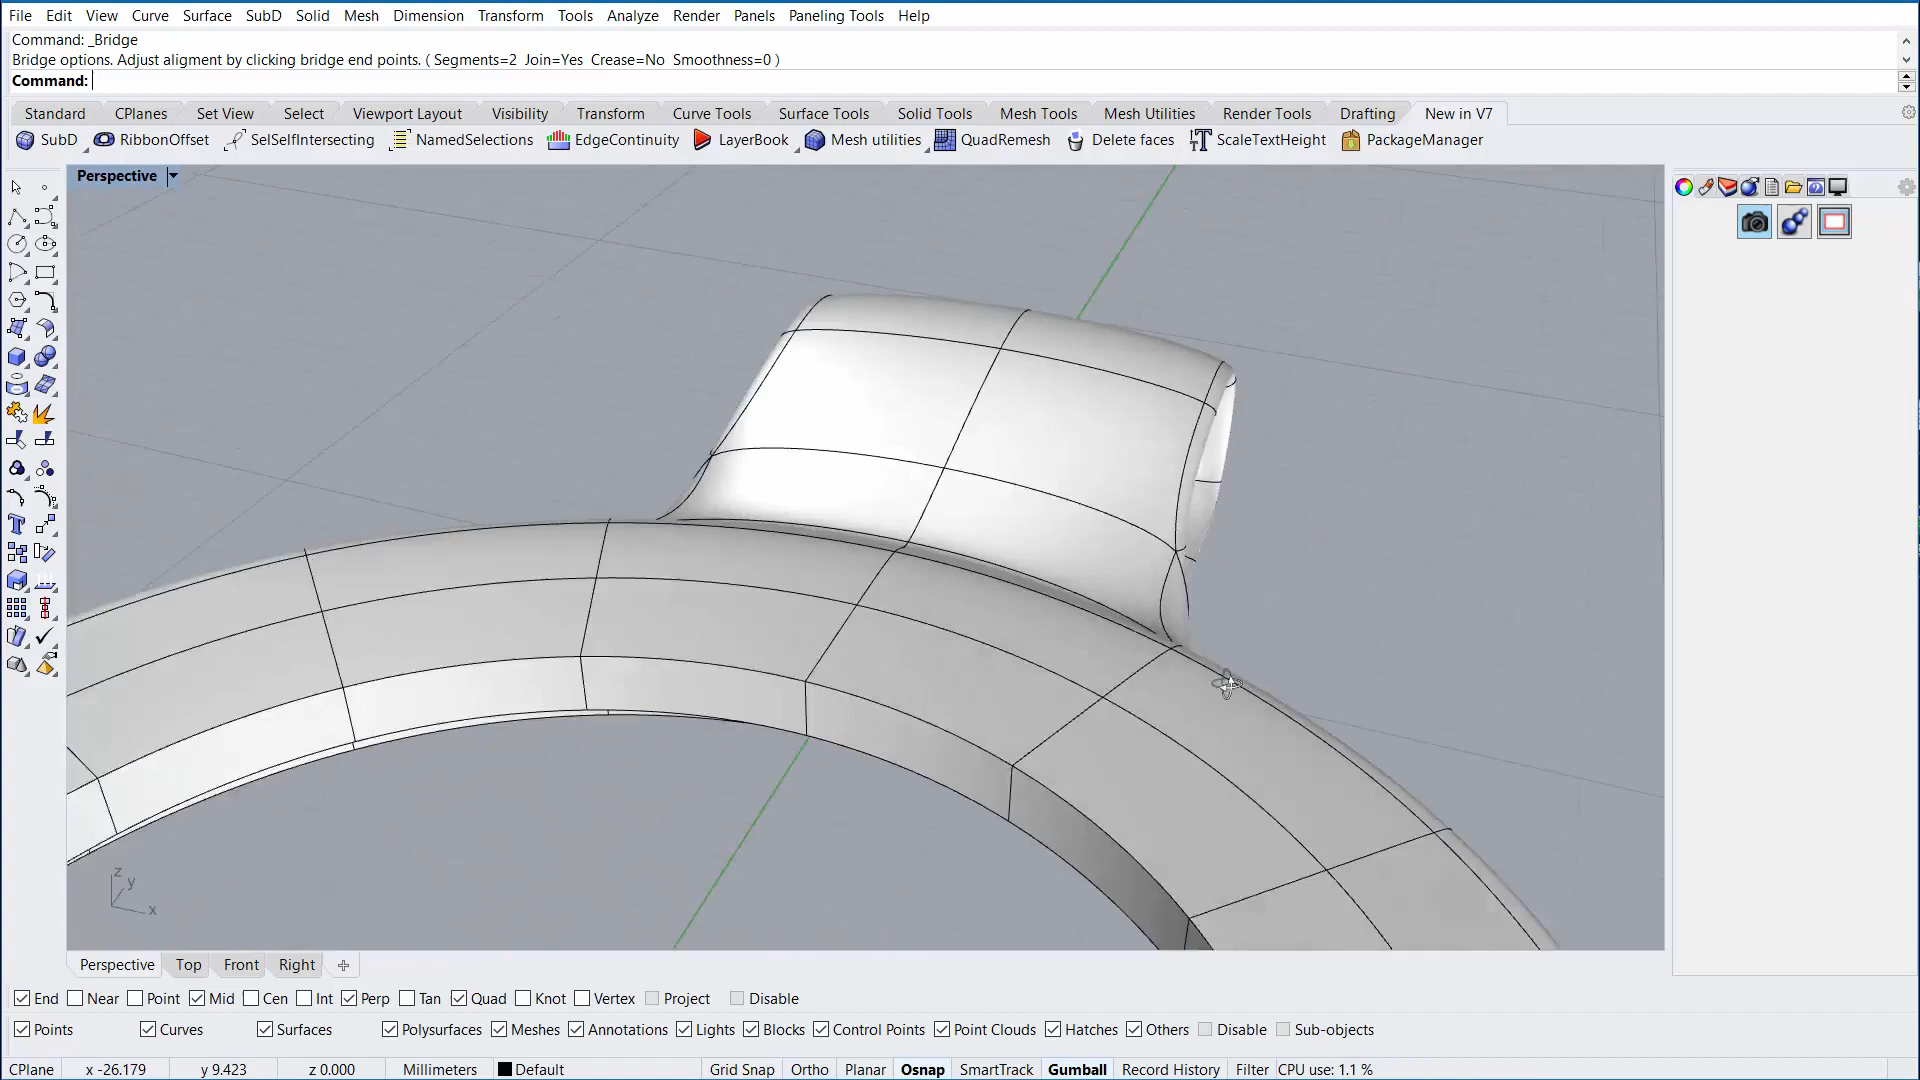 File Edit View Curve Surface SubD Solid Mesh Dimension Transform Tools Analyze Render Panels Paneling Tools Help
Command: _Bridge
Bridge options. Adjust aligment by clicking bridge end points. ( Segments=2 Join=Yes Crease=No Smoothness=0 )
Command:
Standard CPlanes Set View Select Viewport Layout Visibility Transform Curve Tools Surface Tools Solid Tools Mesh Tools Mesh Utilities Render Tools Drafting New in V7
SubD RibbonOffset SelSelfIntersecting NamedSelections EdgeContinuity LayerBook Mesh utilities QuadRemesh Delete faces ScaleTextHeight PackageManager
Perspective
z
y
x
Perspective Top Front Right
End Near Point Mid Cen Int Perp Tan Quad Knot Vertex Project Disable
Points Curves Surfaces Polysurfaces Meshes Annotations Lights Blocks Control Points Point Clouds Hatches Others Disable Sub-objects
CPlane x -26.179 y 9.423 z 0.000 Millimeters Default Grid Snap Ortho Planar Osnap SmartTrack Gumball Record History Filter CPU use: 1.1 %